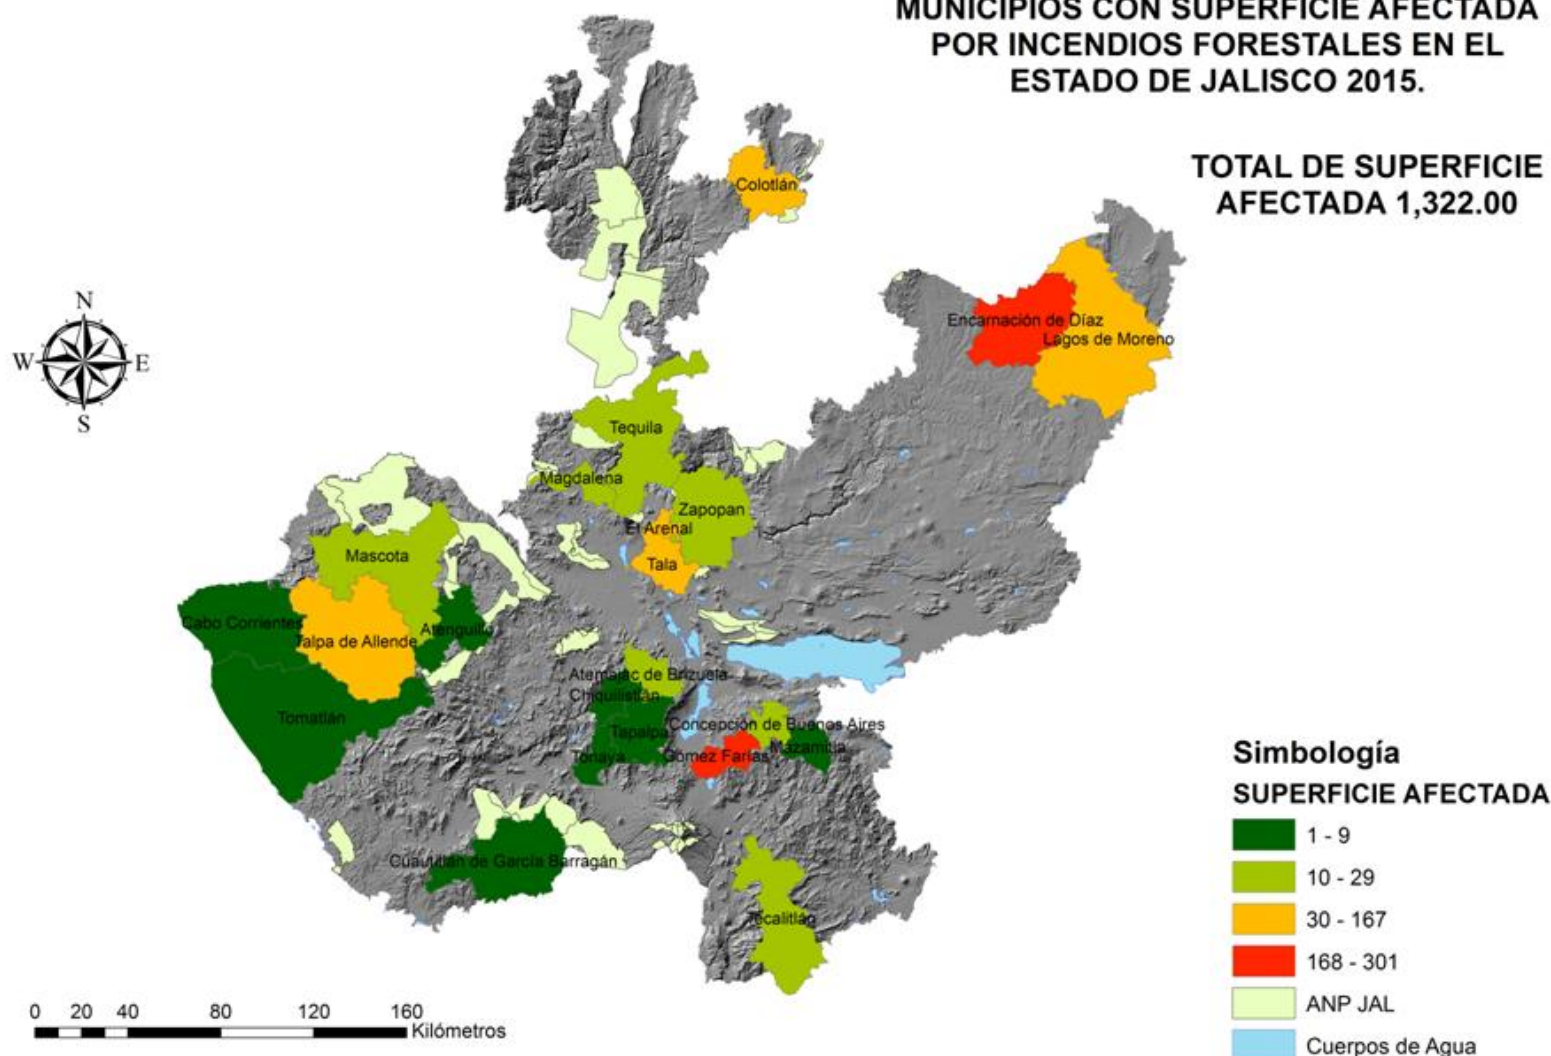 MUNICIPIOS CON SUPERFICIE AFECTADA
POR INCENDIOS FORESTALES EN EL
ESTADO DE JALISCO 2015.
TOTAL DE SUPERFICIE
AFECTADA 1,322.00
Colotlán
N
W
E
S
Encarnación de Díaz
Lagos de Moreno
Tequila
Magdalena
Zapopan
El Arenal
Tala
Mascota
Cabo Corrientes
Talpa de Allende
Atenguillo
Tomatlán
Atemajac de Brizuela
Chiquilistlán
Tapalpa
Tonaya
Concepción de Buenos Aires
Gómez Farías
Mazamitla
Cuautitlán de García Barragán
Tecalitlán
Simbología
SUPERFICIE AFECTADA
1 - 9
10 - 29
30 - 167
168 - 301
ANP JAL
Cuerpos de Agua
0 20 40 80 120 160
Kilómetros